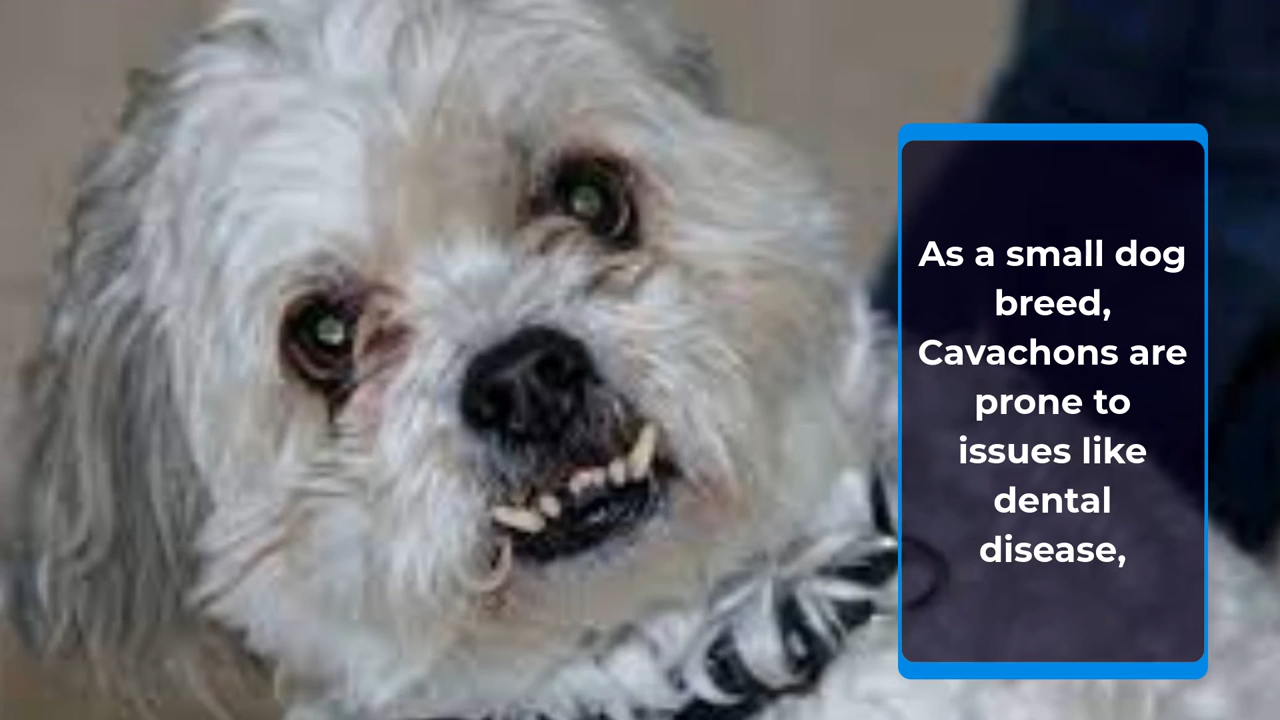 As a small dog
breed,
Cavachons are
prone to
issues like
dental
disease,